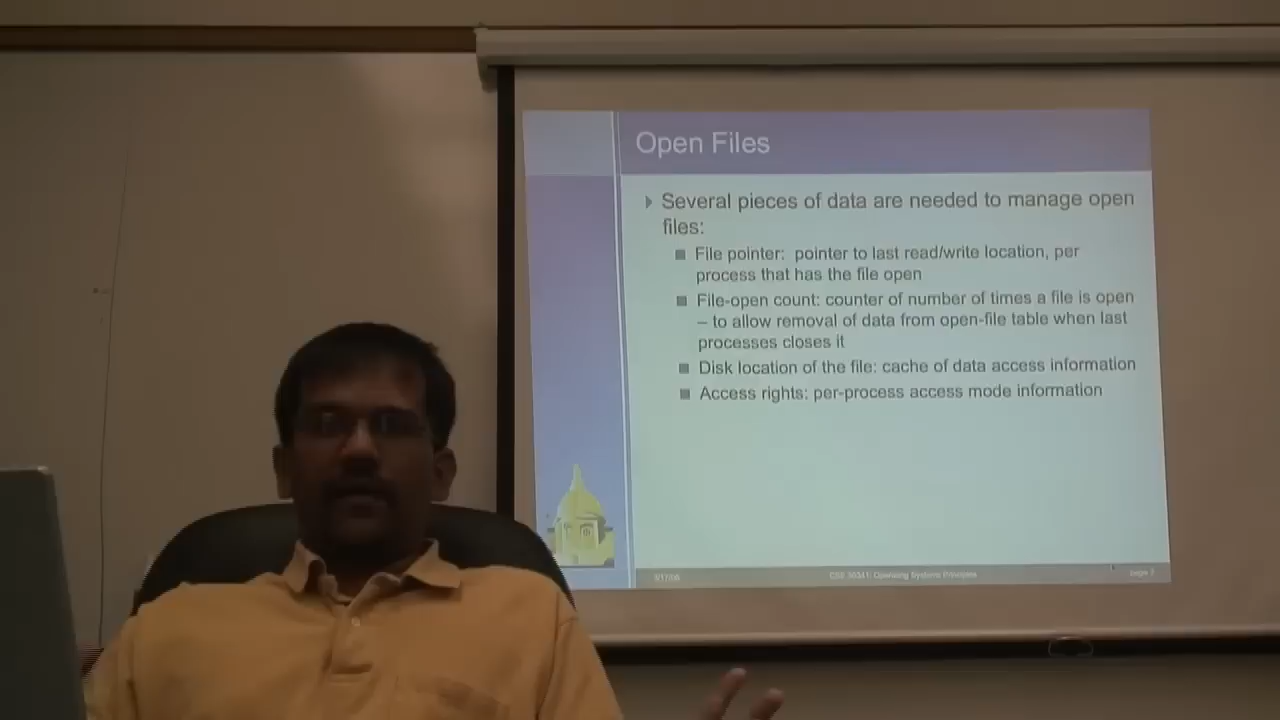 Open Files
Several pieces of data are needed to manage open
files:
File pointer: pointer to last read/write location, per
process that has the file open
File-open count: counter of number of times a file is open
– to allow removal of data from open-file table when last
processes closes it
Disk location of the file: cache of data access information
Access rights: per-process access mode information
Operating Systems Principles
page